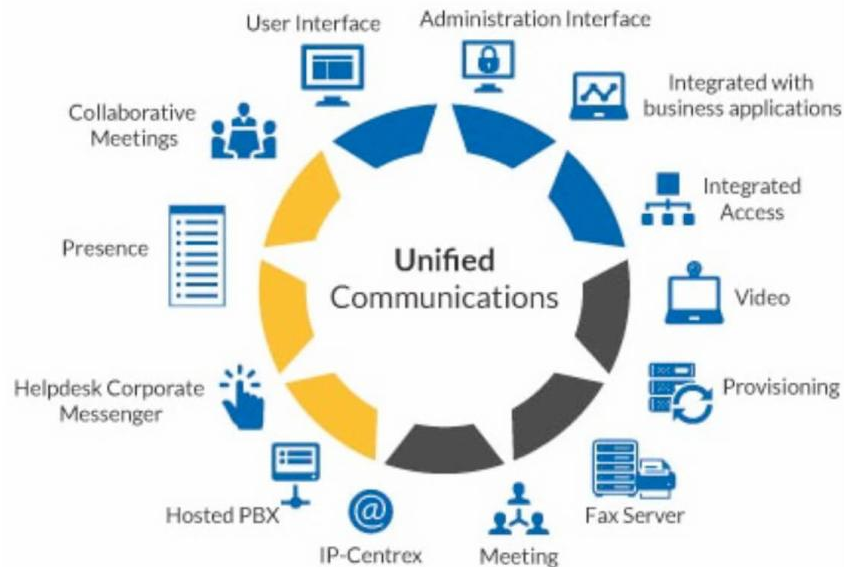 User Interface
Administration Interface
Integrated with
business applications
Integrated
Access
Video
Provisioning
Fax Server
Meeting
@
IP-Centrex
Hosted PBX
Helpdesk Corporate
Messenger
Presence
Collaborative
Meetings
Unified
Communications